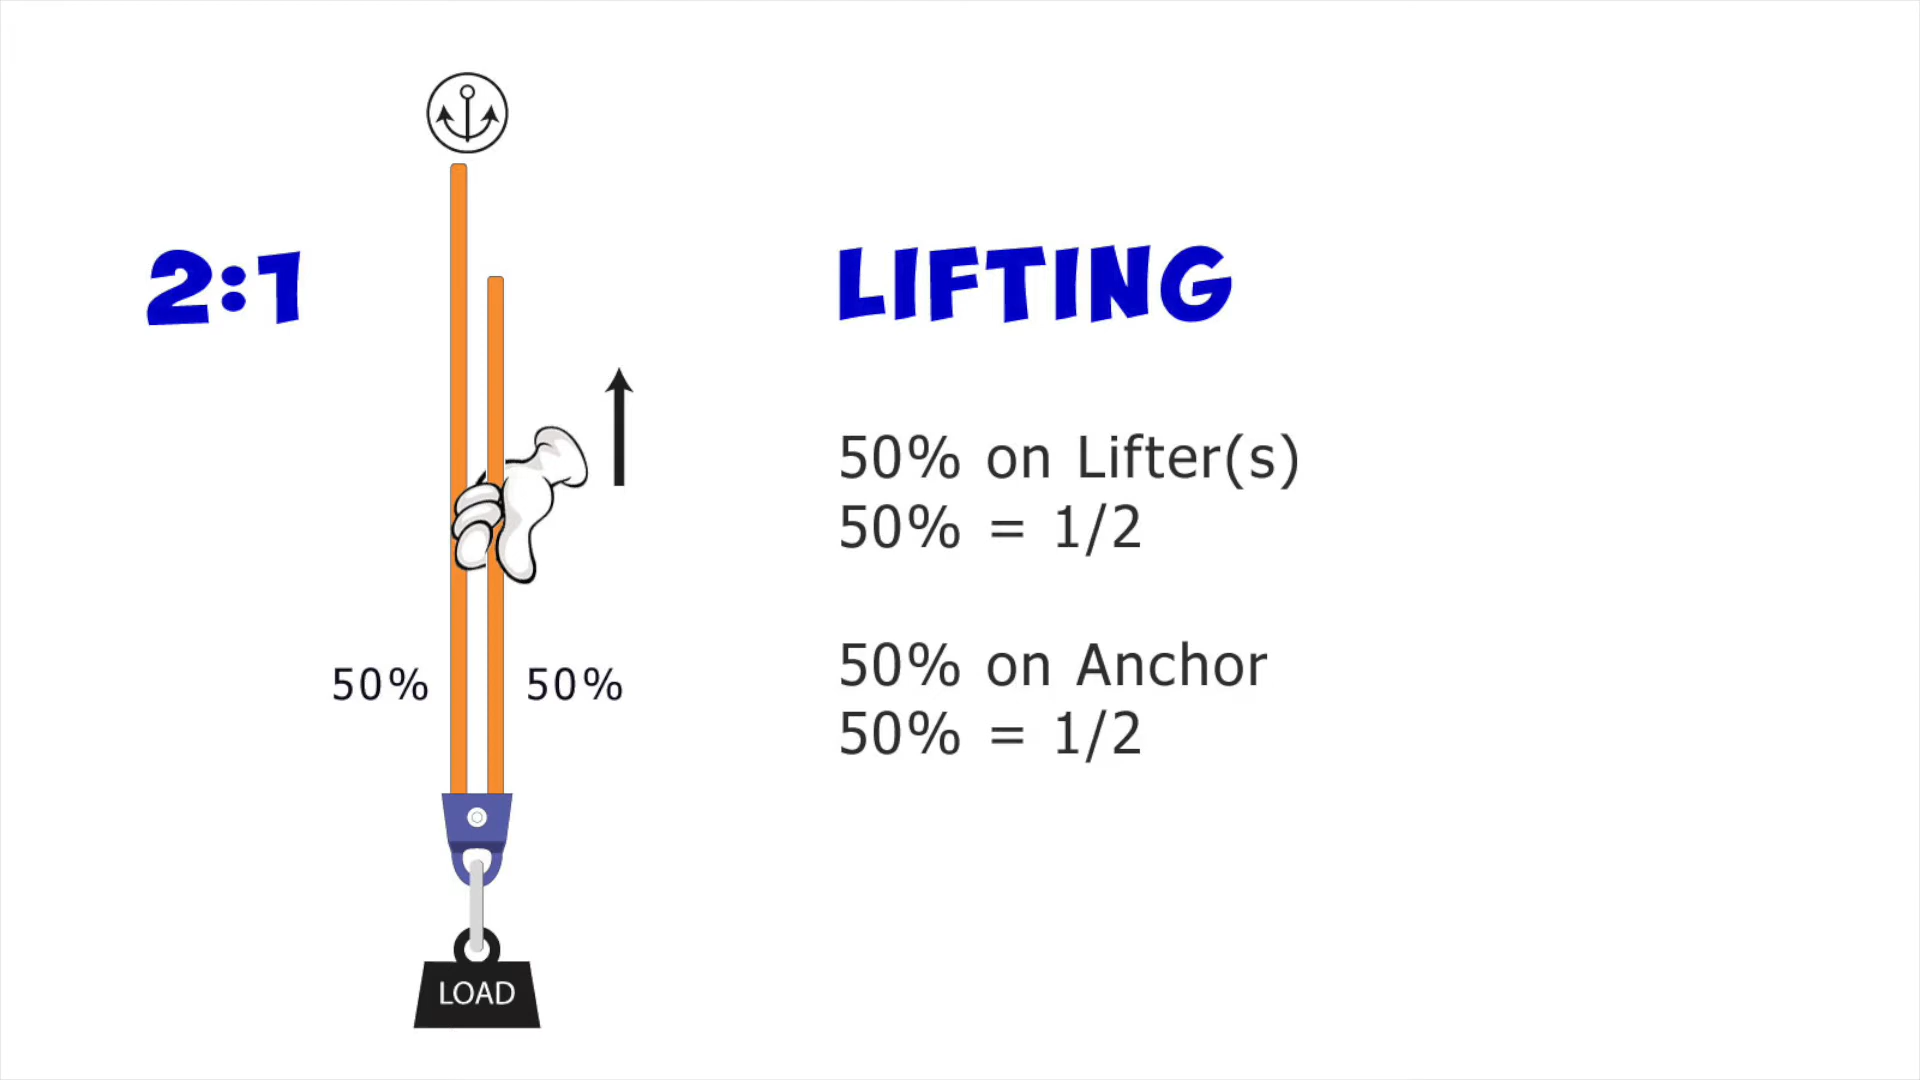 2:1
LIFTING
50% on Lifter(s)
50% = 1/2
50% on Anchor
50% = 1/2
50%
50%
LOAD